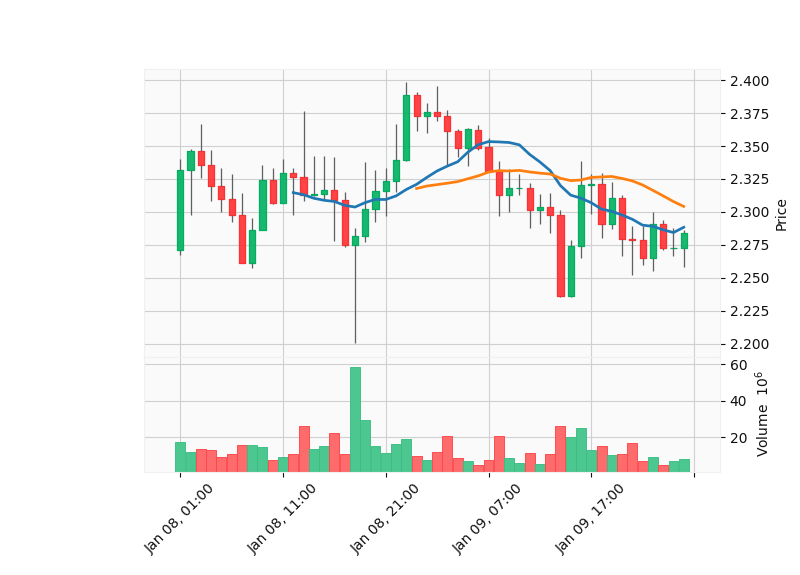 2.400
2.375
2.350
2.325
2.300
2.275
2.250
2.225
2.200
Price
60
40
20
Volume 10^6
Jan 08, 01:00
Jan 08, 11:00
Jan 08, 21:00
Jan 09, 07:00
Jan 09, 17:00